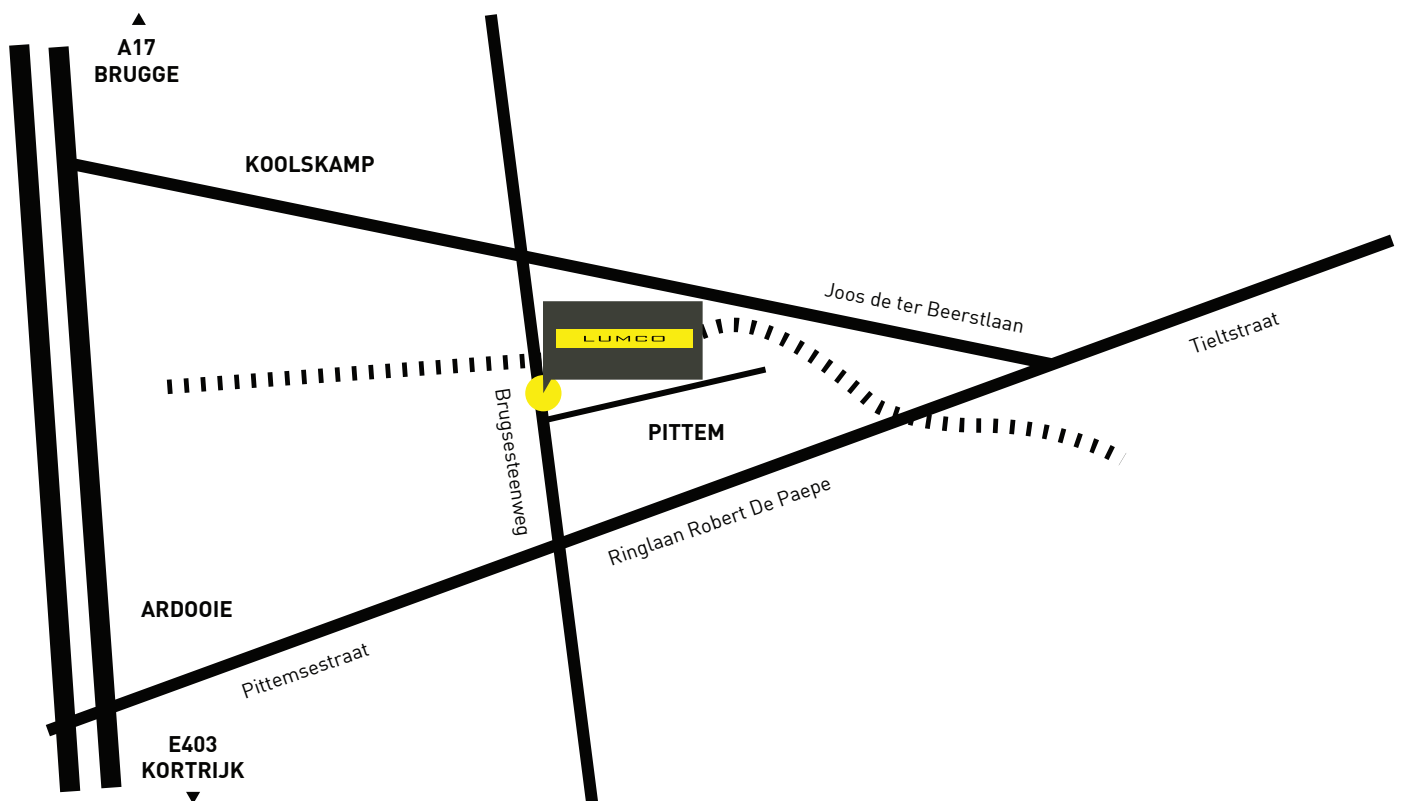 A17
BRUGGE
KOOLSKAMP
Joos de ter Beerstlaan
Tieltstraat
LUMCO
Brugsesteenweg
PITTEM
Ringlaan Robert De Paepe
ARDOOIE
Pittemsestraat
E403
KORTRIJK